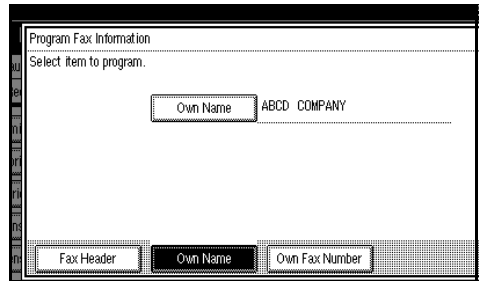 Program Fax Information
Select item to program.
Own Name ABCD COMPANY
Fax Header Own Name Own Fax Number